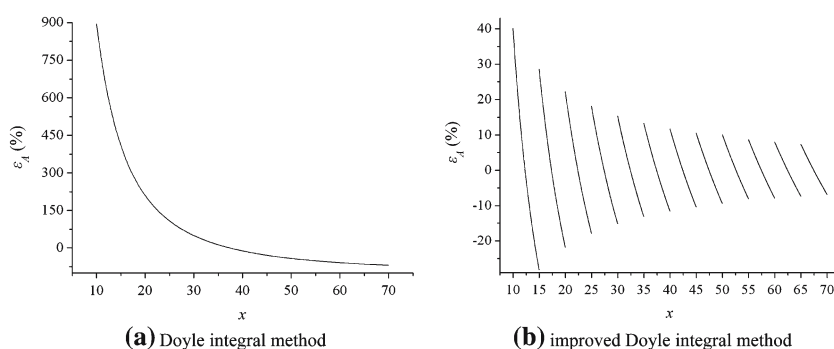 900
750
600
450
300
150
0
ε_A (%)
10 20 30 40 50 60 70
x
(a) Doyle integral method
40
30
20
10
0
-10
-20
ε_A (%)
10 15 20 25 30 35 40 45 50 55 60 65 70
x
(b) improved Doyle integral method